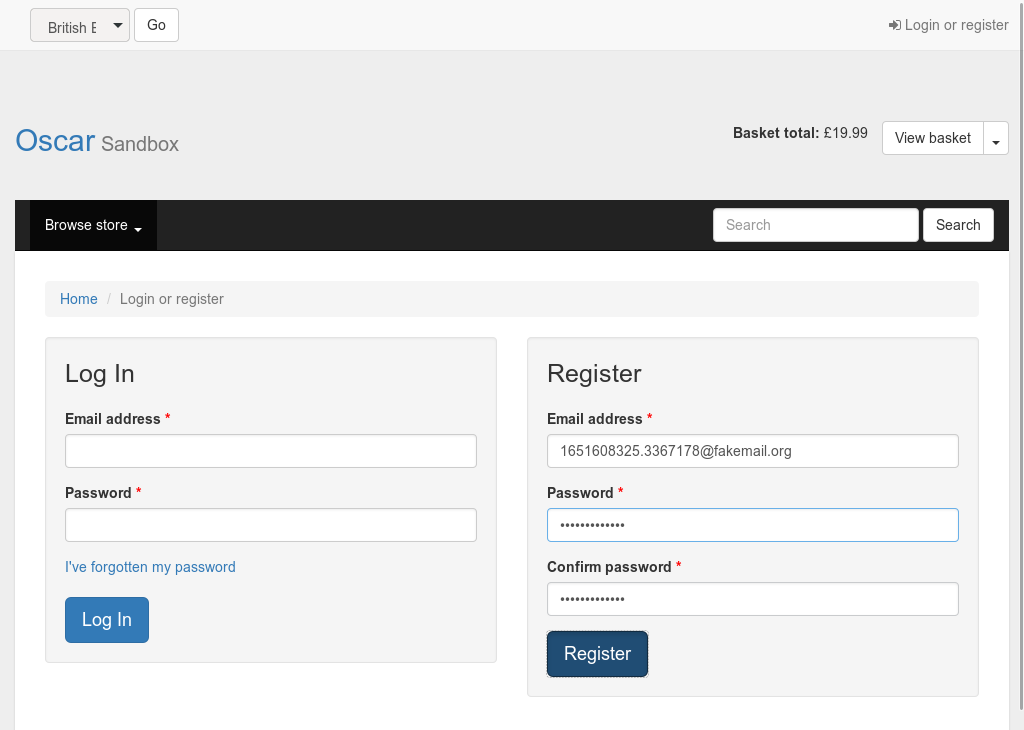 British E Go Login or register
Oscar Sandbox
Basket total: £19.99 View basket
Browse store Search Search
Home / Login or register
Log In
Email address *
Password *
I've forgotten my password
Log In
Register
Email address *
1651608325.3367178@fakemail.org
Password *
•••••••••••••
Confirm password *
•••••••••••••
Register